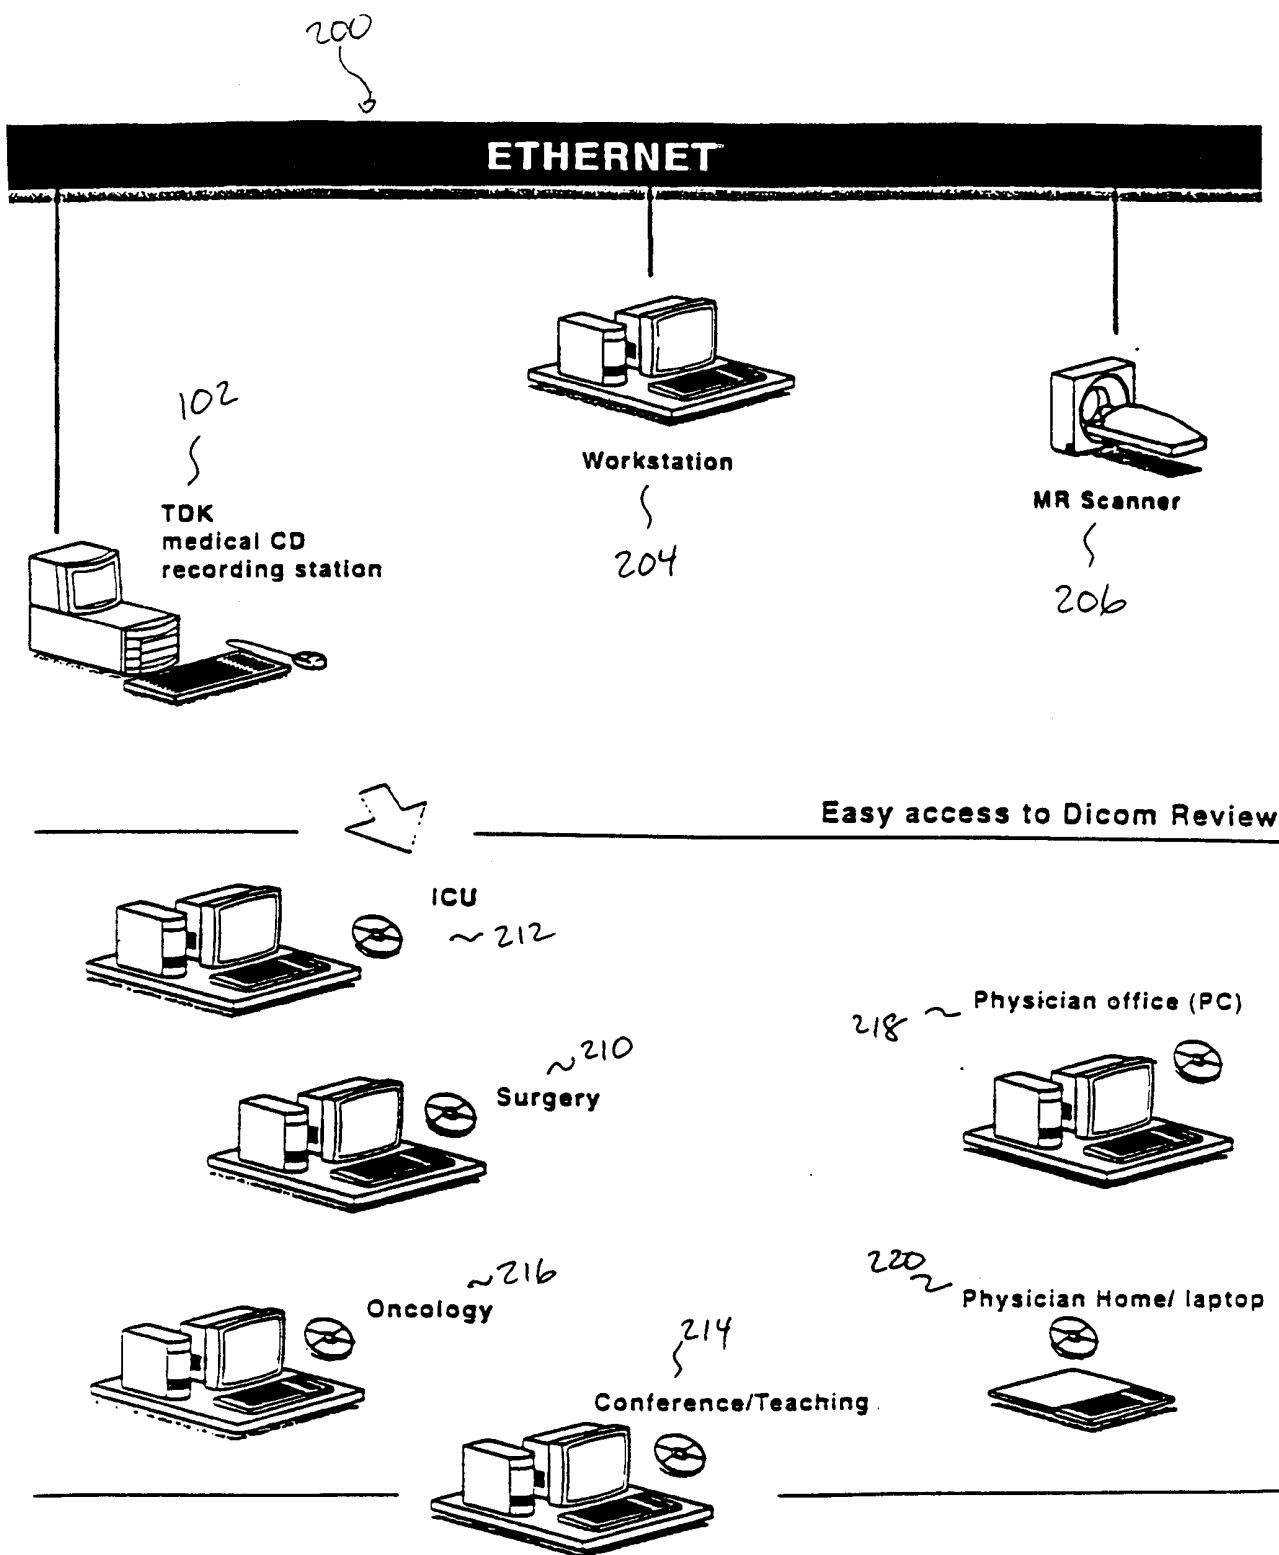 200
ETHERNET
102
TDK
medical CD
recording station
Workstation
204
MR Scanner
206
Easy access to Dicom Review
ICU
212
Physician office (PC)
218
210
Surgery
216
Oncology
220
Physician Home/ laptop
214
Conference/Teaching